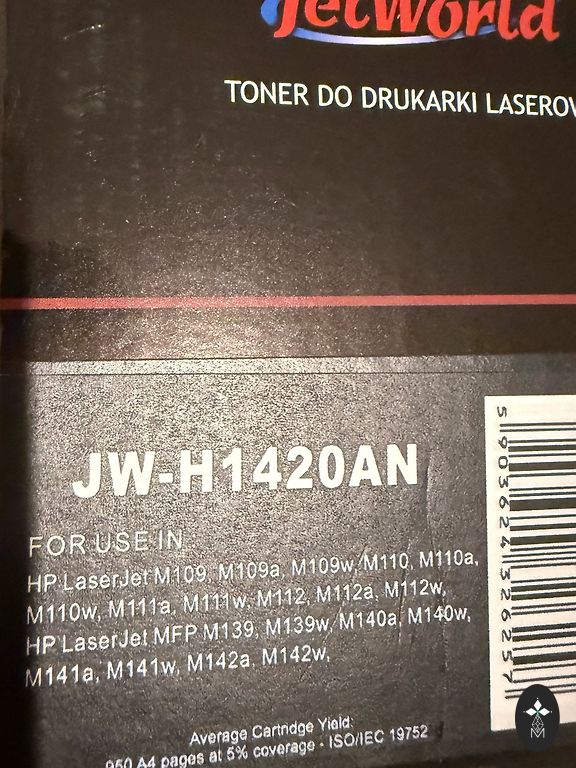 JetWorld
TONER DO DRUKARKI LASEROW
JW-H1420AN
FOR USE IN
HP LaserJet M109, M109a, M109w, M110, M110a,
M110w, M111a, M111w, M112, M112a, M112w,
HP LaserJet MFP M139, M139w, M140a, M140w,
M141a, M141w, M142a, M142w,
5903624326257
Average Cartridge Yield:
950 A4 pages at 5% coverage - ISO/IEC 19752
M